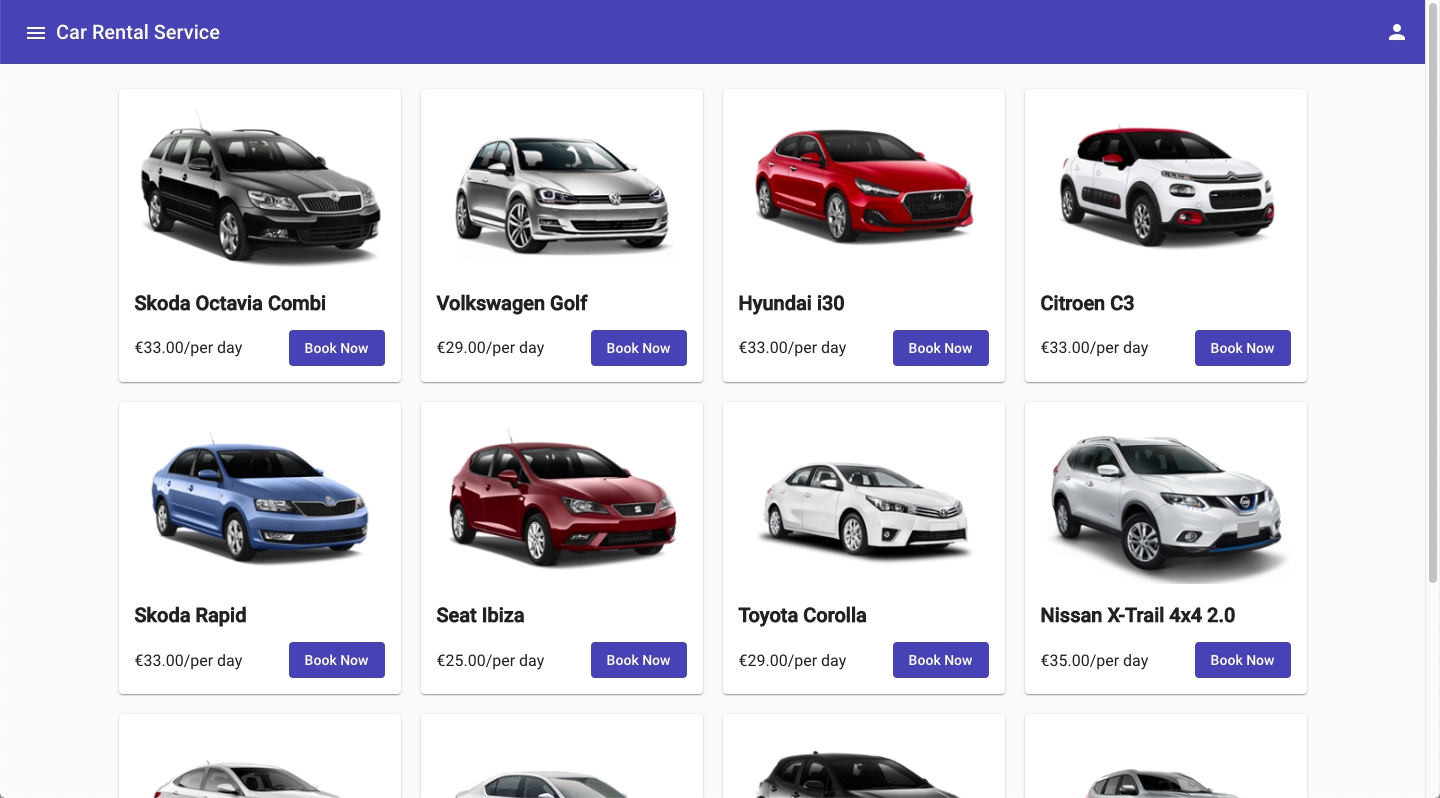 Car Rental Service
Skoda Octavia Combi
€33.00/per day
Book Now
Volkswagen Golf
€29.00/per day
Book Now
Hyundai i30
€33.00/per day
Book Now
Citroen C3
€33.00/per day
Book Now
Skoda Rapid
€33.00/per day
Book Now
Seat Ibiza
€25.00/per day
Book Now
Toyota Corolla
€29.00/per day
Book Now
Nissan X-Trail 4x4 2.0
€35.00/per day
Book Now